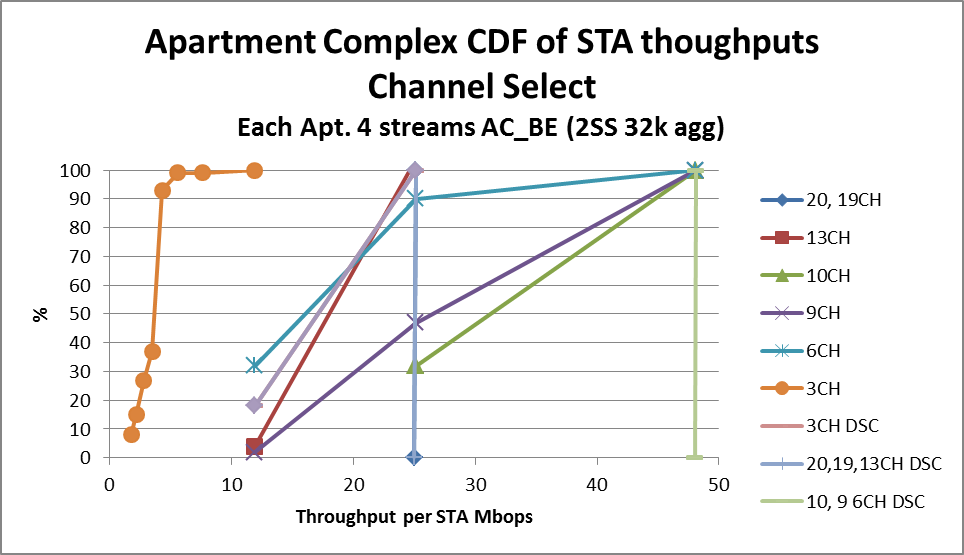 Apartment Complex CDF of STA thoughputs
Channel Select
Each Apt. 4 streams AC_BE (2SS 32k agg)
100
90
80
70
60
50
40
30
20
10
0
%
0 10 20 30 40 50
Throughput per STA Mbops
20, 19CH
13CH
10CH
9CH
6CH
3CH
3CH DSC
20,19,13CH DSC
10, 9 6CH DSC